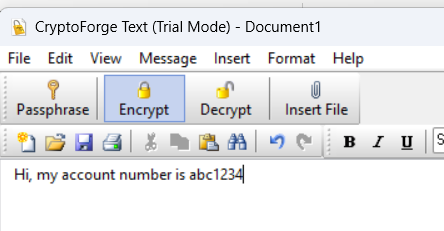 CryptoForge Text (Trial Mode) - Document1
File Edit View Message Insert Format Help
Passphrase Encrypt Decrypt Insert File
B I U S
Hi, my account number is abc1234